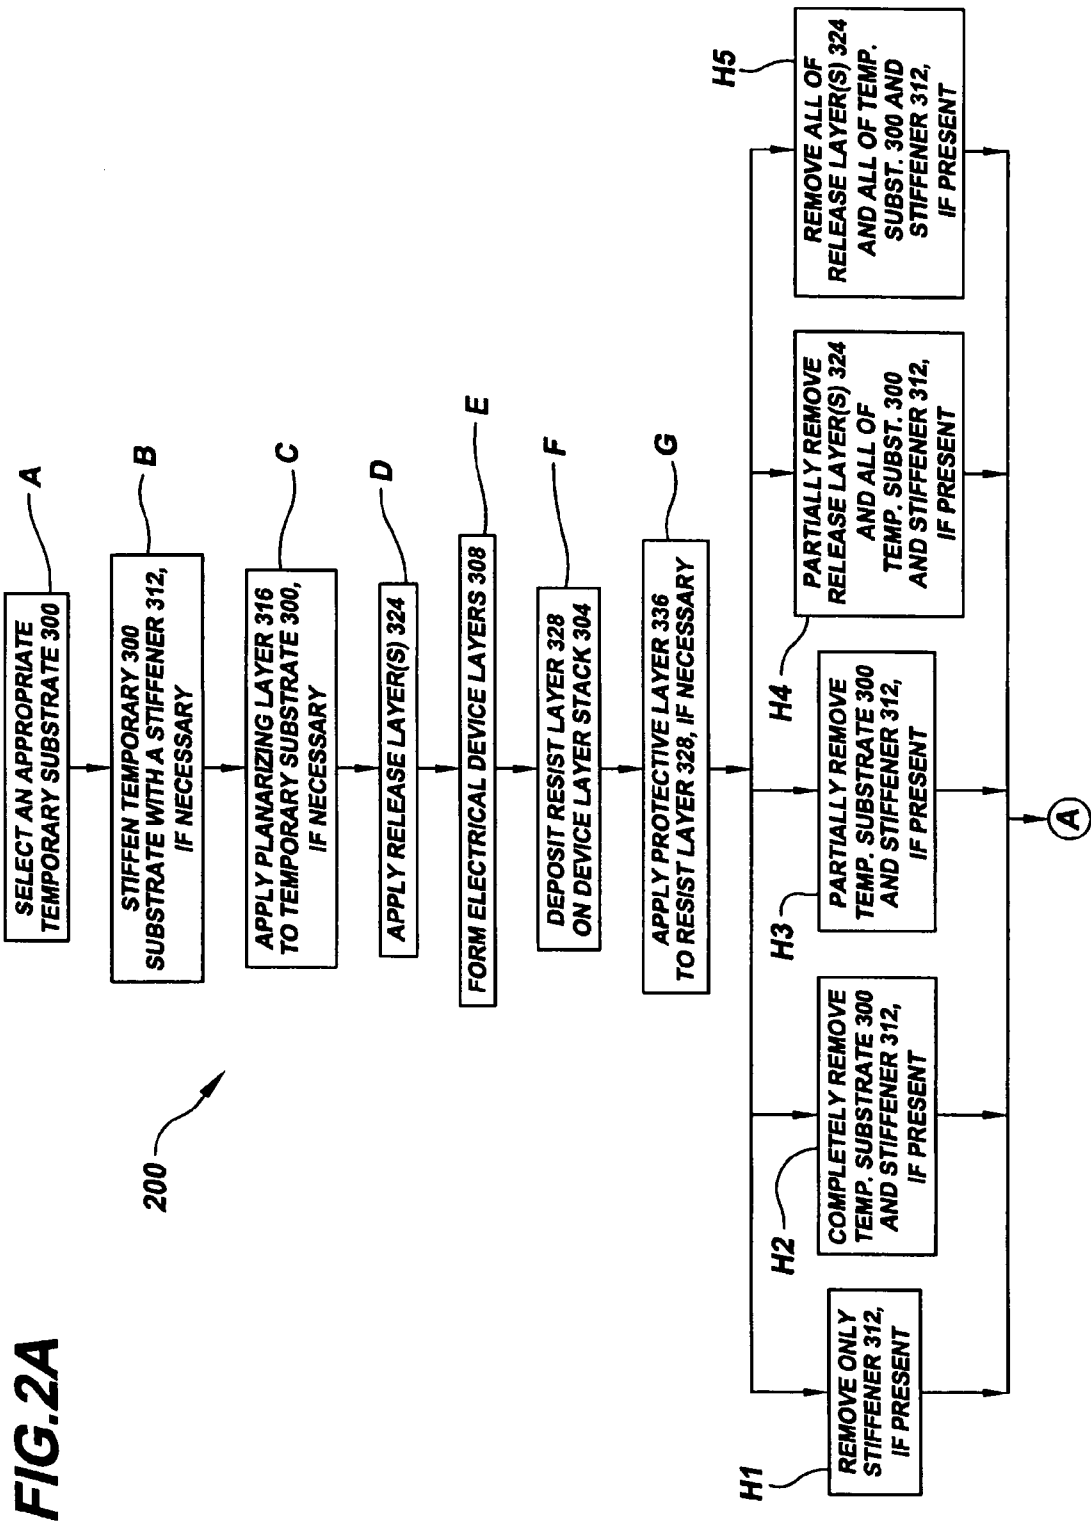 FIG.2A
200
SELECT AN APPROPRIATE
TEMPORARY SUBSTRATE 300
A
STIFFEN TEMPORARY 300
SUBSTRATE WITH A STIFFENER 312,
IF NECESSARY
B
APPLY PLANARIZING LAYER 316
TO TEMPORARY SUBSTRATE 300,
IF NECESSARY
C
APPLY RELEASE LAYER(S) 324
D
FORM ELECTRICAL DEVICE LAYERS 308
E
DEPOSIT RESIST LAYER 328
ON DEVICE LAYER STACK 304
F
APPLY PROTECTIVE LAYER 336
TO RESIST LAYER 328, IF NECESSARY
G
H1
REMOVE ONLY
STIFFENER 312,
IF PRESENT
H2
COMPLETELY REMOVE
TEMP. SUBSTRATE 300
AND STIFFENER 312,
IF PRESENT
H3
PARTIALLY REMOVE
TEMP. SUBSTRATE 300
AND STIFFENER 312,
IF PRESENT
H4
PARTIALLY REMOVE
RELEASE LAYER(S) 324
AND ALL OF
TEMP. SUBST. 300
AND STIFFENER 312,
IF PRESENT
H5
REMOVE ALL OF
RELEASE LAYER(S) 324
AND ALL OF TEMP.
SUBST. 300 AND
STIFFENER 312,
IF PRESENT
A